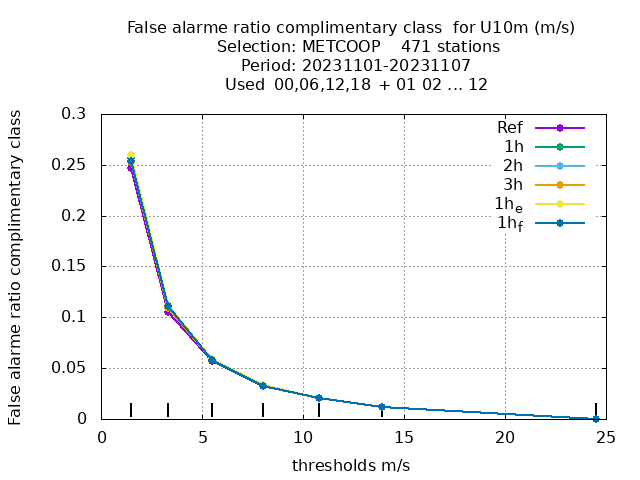 False alarme ratio complimentary class  for U10m (m/s)
Selection: METCOOP    471 stations
Period: 20231101-20231107
Used  00,06,12,18 + 01 02 ... 12
False alarme ratio complimentary class
0.3
0.25
0.2
0.15
0.1
0.05
0
Ref
1h
2h
3h
1h_e
1h_f
0 5 10 15 20 25
thresholds m/s